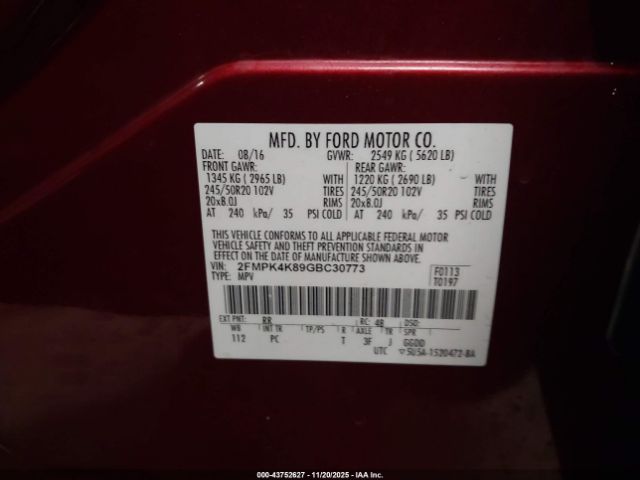 MFD. BY FORD MOTOR CO.
DATE: 08/16 GVWR: 2549 KG ( 5620 LB)
FRONT GAWR: REAR GAWR:
1345 KG ( 2965 LB) WITH 1220 KG ( 2690 LB) WITH
245/50R20 102V TIRES 245/50R20 102V TIRES
20x8.0J RIMS 20x8.0J RIMS
AT 240 kPa/ 35 PSI COLD AT 240 kPa/ 35 PSI COLD
THIS VEHICLE CONFORMS TO ALL APPLICABLE FEDERAL MOTOR
VEHICLE SAFETY AND THEFT PREVENTION STANDARDS IN
EFFECT ON THE DATE OF MANUFACTURE SHOWN ABOVE.
VIN: 2FMPK4K89GBC30773 F0113
TYPE: MPV T0197
EXT PNT: RR RC: 48 DSO:
WB INT TR TP/PS R AXLE TR SPR
112 PC T 3F J GGDD
UTC ▽5U5A-1520472-BA
000-43752627 - 11/20/2025 - IAA Inc.